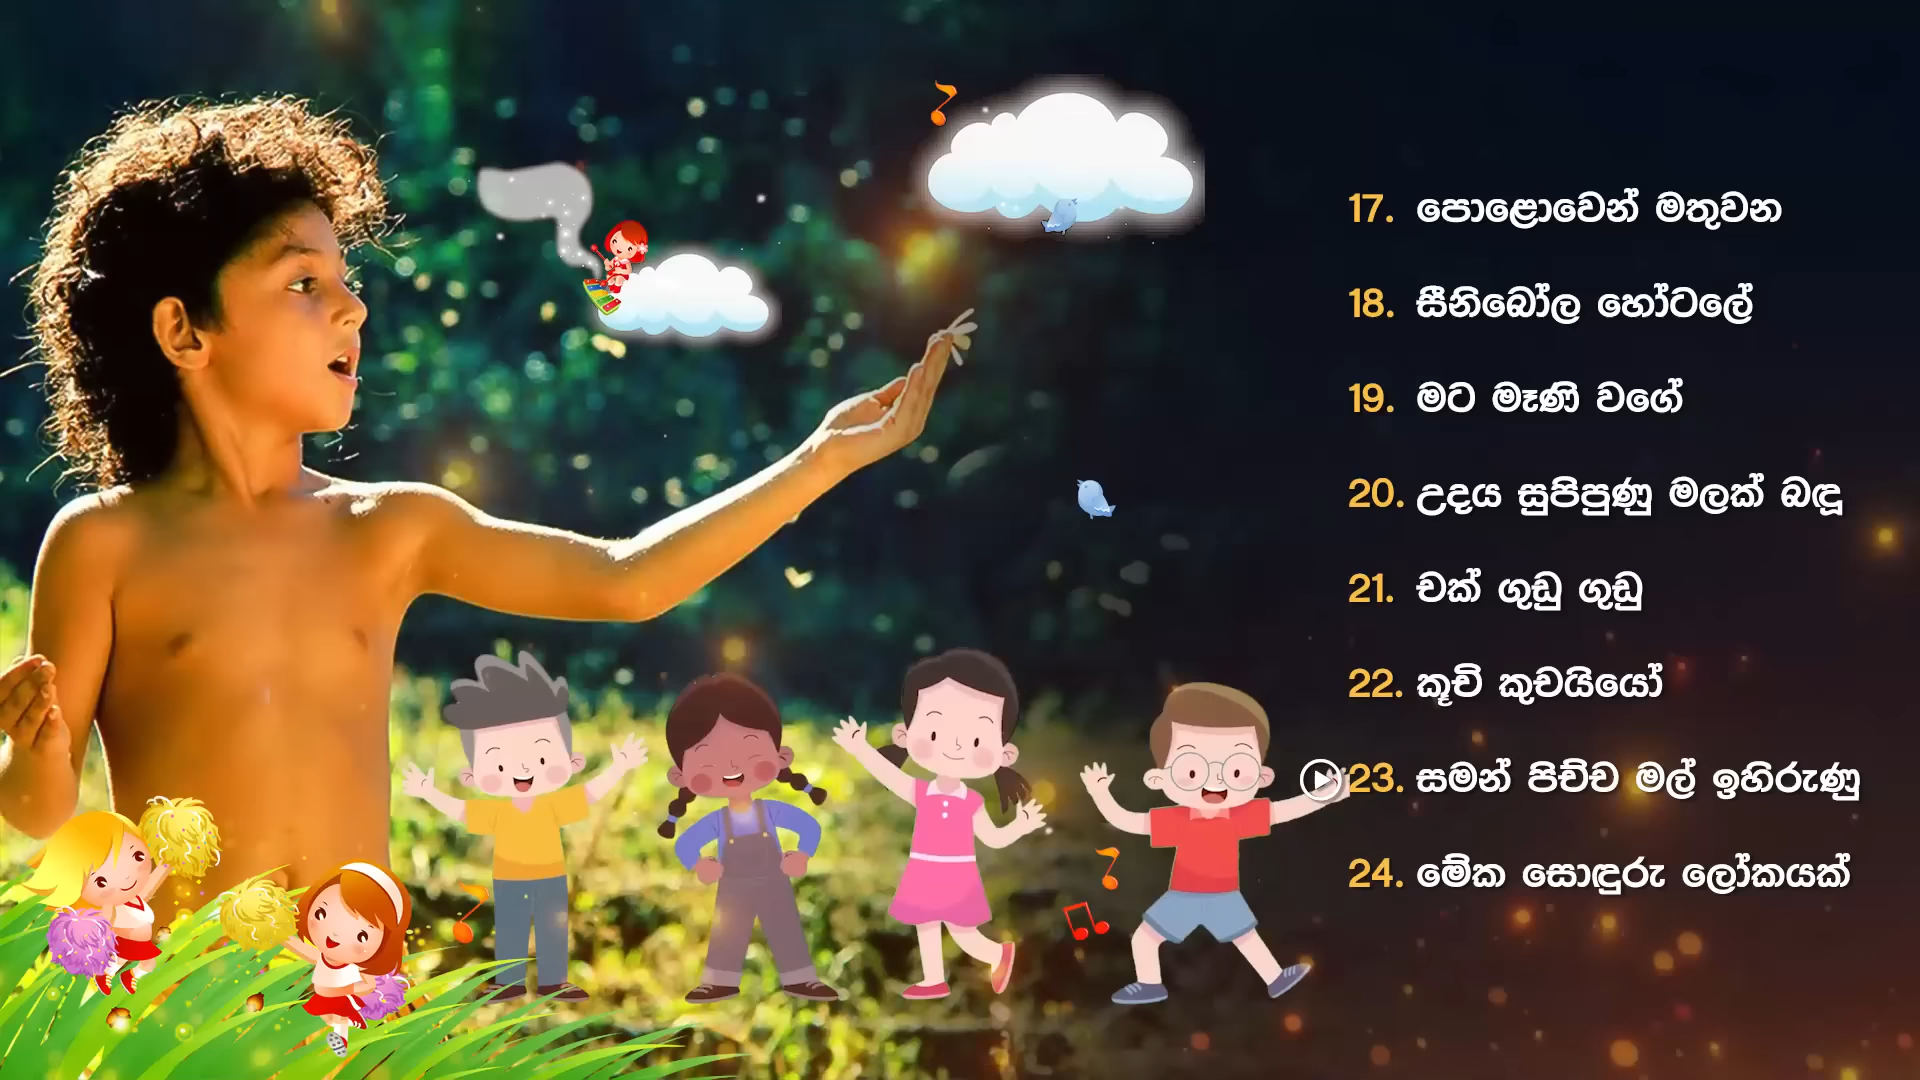 17. පොළොවෙන් මතුවන
18. සීනිබෝල හෝටලේ
19. මට මෑණි වගේ
20. උදය සුපිපුණු මලක් බඳූ
21. චක් ගුඩු ගුඩු
22. කූචි කුචයියෝ
23. සමන් පිච්ච මල් ඉහිරුණු
24. මේක සොඳුරු ලෝකයක්